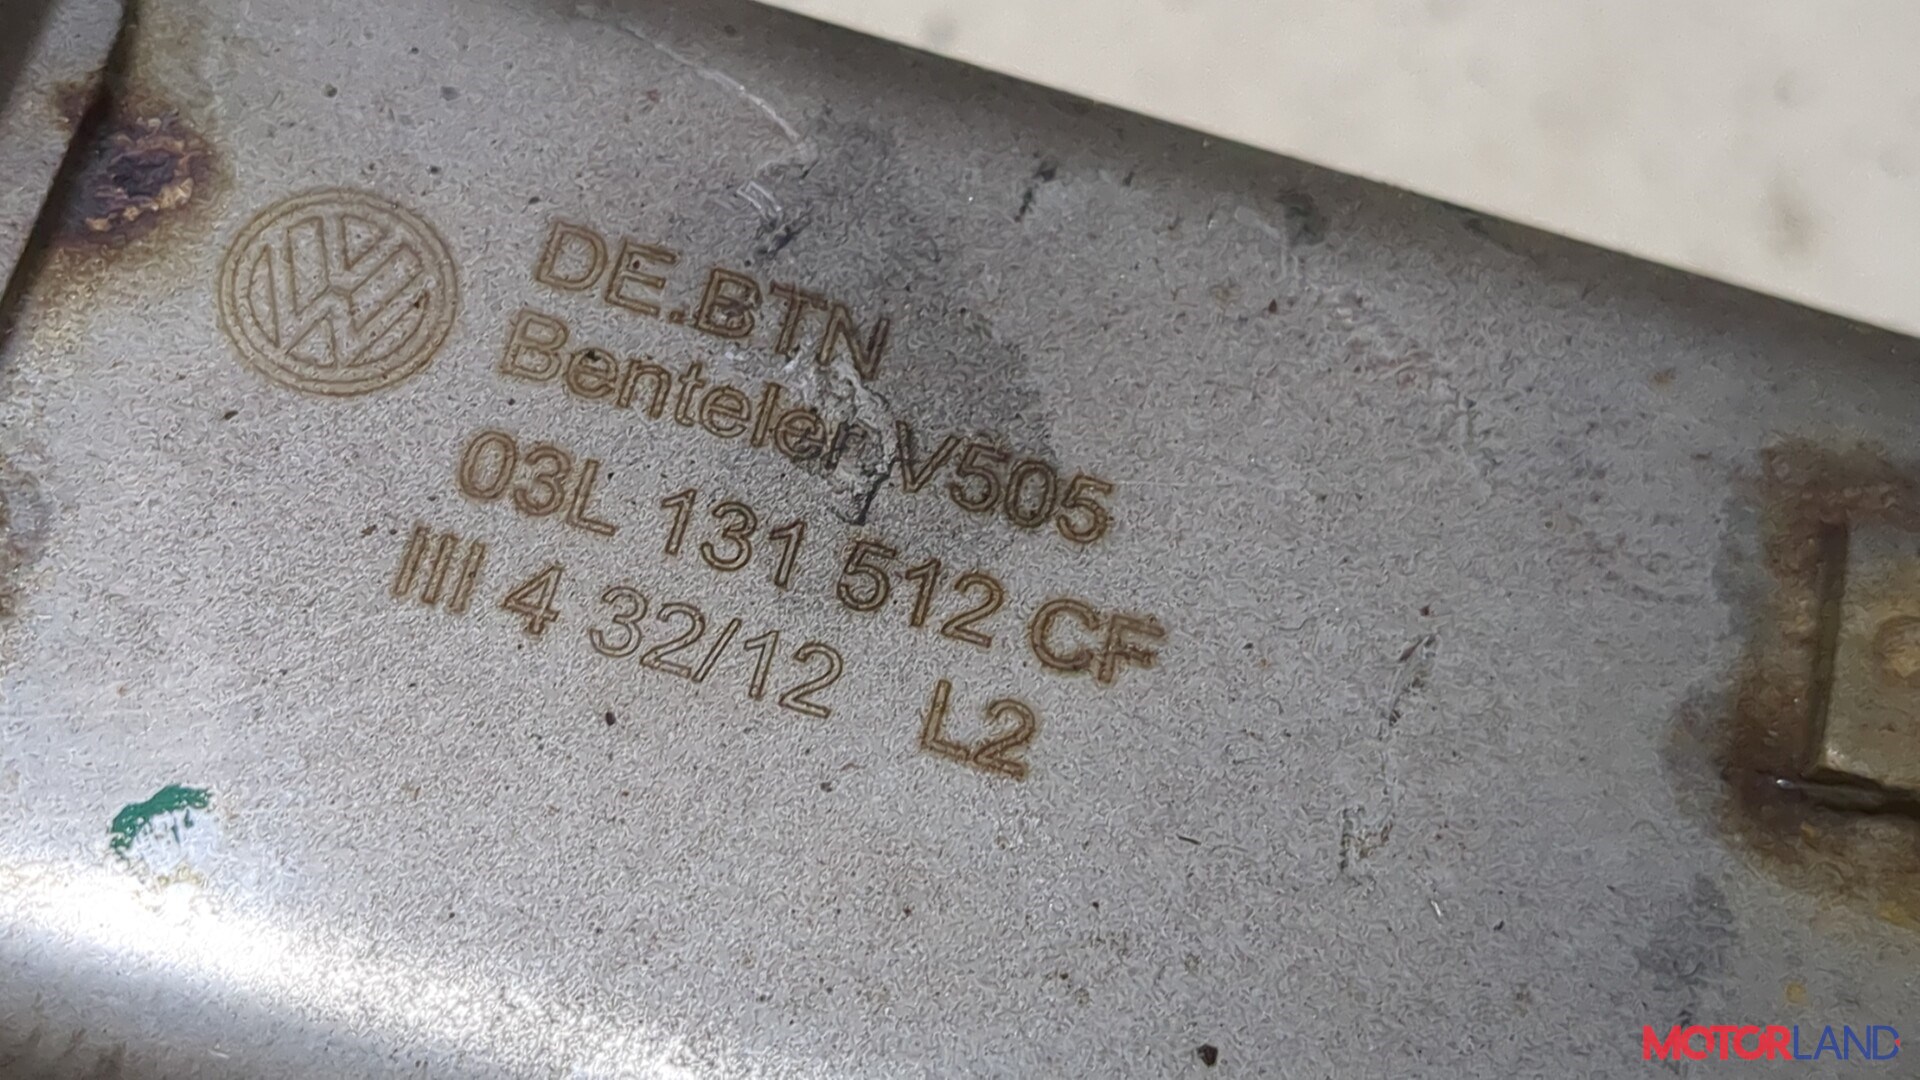 DE.BTN
Benteler V505
03L 131 512 CF
III 4 32/12 L2
MOTORLAND